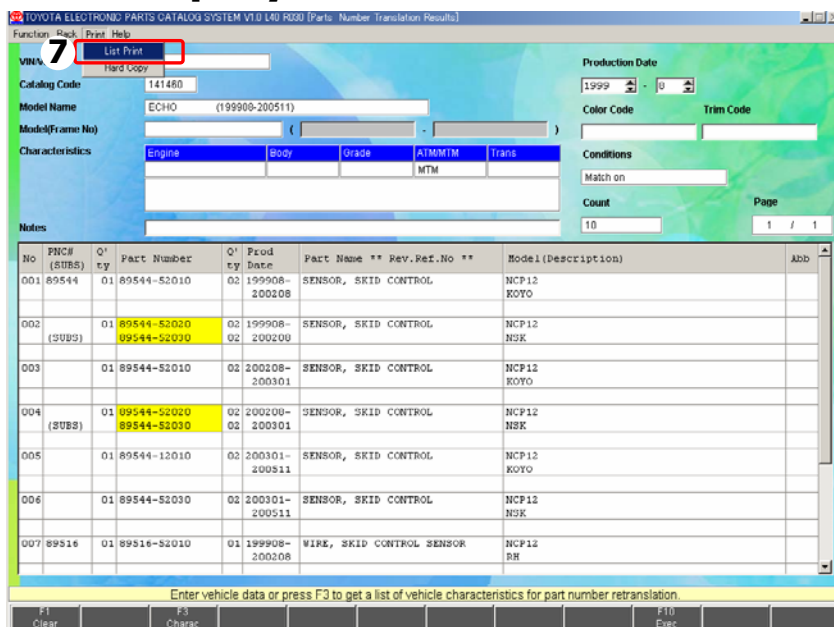 TOYOTA ELECTRONIC PARTS CATALOG SYSTEM V1.0 L40 R030 [Parts Number Translation Results]
Function Back Print Help
7
List Print
Hard Copy
Production Date
Catalog Code 141460 1999 - 0
Model Name ECHO (199908-200511) Color Code Trim Code
Model(Frame No) ( - )
Characteristics Engine Body Grade ATM/MTM Trans Conditions
MTM Match on
Count Page
Notes 10 1 / 1
No PNC# (SUBS) Q'ty Part Number Q'ty Prod Date Part Name ** Rev.Ref.No ** Model(Description) Abb
001 89544 01 89544-52010 02 199908- SENSOR, SKID CONTROL NCP12
200208 KOYO
002 01 89544-52020 02 199908- SENSOR, SKID CONTROL NCP12
(SUBS) 89544-52030 02 200208 NSK
003 01 89544-52010 02 200208- SENSOR, SKID CONTROL NCP12
200301 KOYO
004 01 89544-52020 02 200208- SENSOR, SKID CONTROL NCP12
(SUBS) 89544-52030 02 200301 NSK
005 01 89544-12010 02 200301- SENSOR, SKID CONTROL NCP12
200511 KOYO
006 01 89544-52030 02 200301- SENSOR, SKID CONTROL NCP12
200511 NSK
007 89516 01 89516-52010 01 199908- WIRE, SKID CONTROL SENSOR NCP12
200208 RH
Enter vehicle data or press F3 to get a list of vehicle characteristics for part number retranslation.
F1 F3 F10
Clear Charac Exec